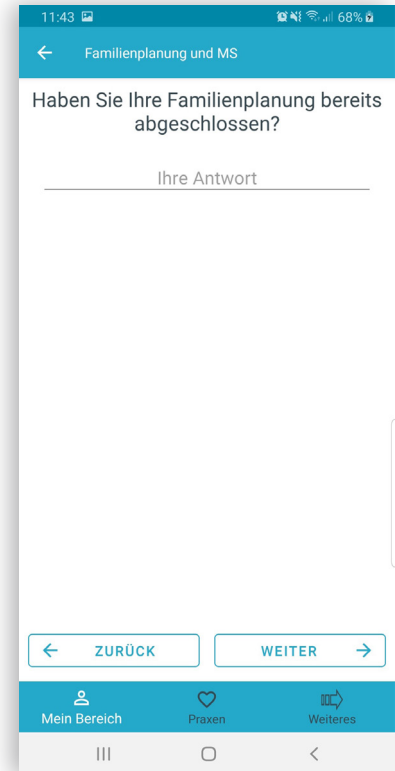 11:43 68%
Familienplanung und MS
Haben Sie Ihre Familienplanung bereits
abgeschlossen?
Ihre Antwort
ZURÜCK WEITER
Mein Bereich Praxen Weiteres